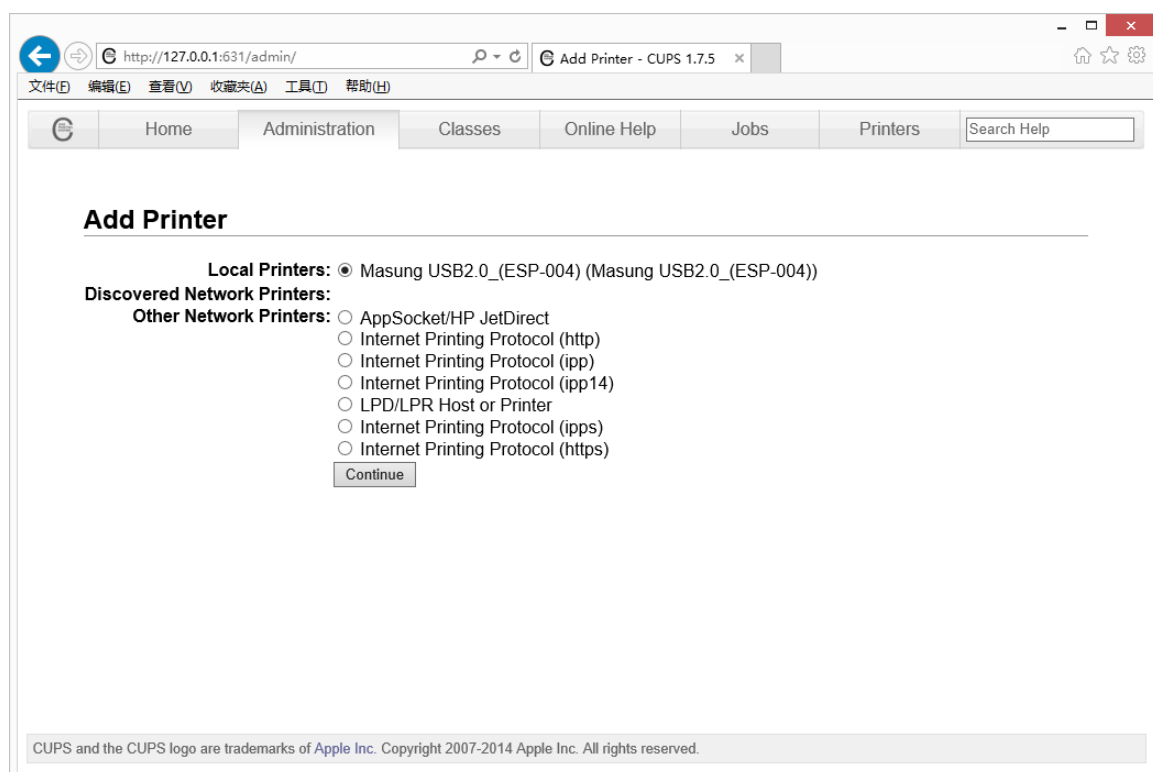 http://127.0.0.1:631/admin/ Add Printer - CUPS 1.7.5
文件(F) 编辑(E) 查看(V) 收藏夹(A) 工具(T) 帮助(H)
Home Administration Classes Online Help Jobs Printers Search Help
Add Printer
Local Printers: Masung USB2.0_(ESP-004) (Masung USB2.0_(ESP-004))
Discovered Network Printers:
Other Network Printers: AppSocket/HP JetDirect
Internet Printing Protocol (http)
Internet Printing Protocol (ipp)
Internet Printing Protocol (ipp14)
LPD/LPR Host or Printer
Internet Printing Protocol (ipps)
Internet Printing Protocol (https)
Continue
CUPS and the CUPS logo are trademarks of Apple Inc. Copyright 2007-2014 Apple Inc. All rights reserved.